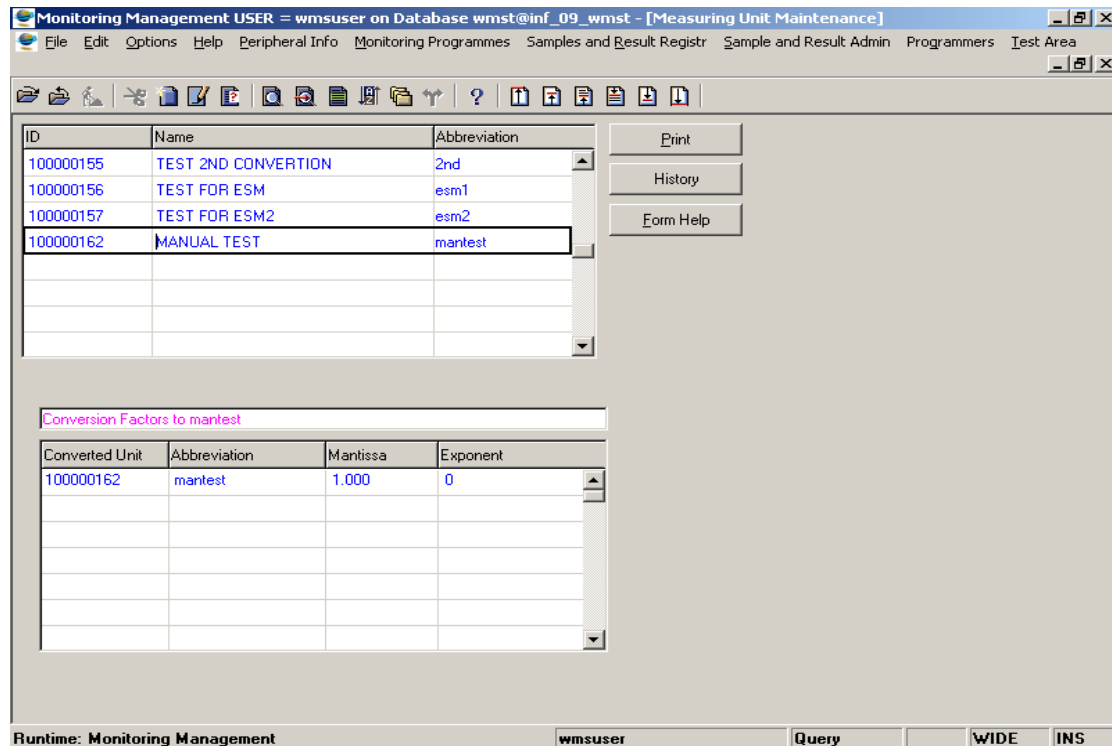 Monitoring Management USER = wmsuser on Database wmst@inf_09_wmst - [Measuring Unit Maintenance]
File Edit Options Help Peripheral Info Monitoring Programmes Samples and Result Registr Sample and Result Admin Programmers Test Area
ID Name Abbreviation
100000155 TEST 2ND CONVERTION 2nd
100000156 TEST FOR ESM esm1
100000157 TEST FOR ESM2 esm2
100000162 MANUAL TEST mantest
Print
History
Form Help
Conversion Factors to mantest
Converted Unit Abbreviation Mantissa Exponent
100000162 mantest 1.000 0
Runtime: Monitoring Management wmsuser Query WIDE INS